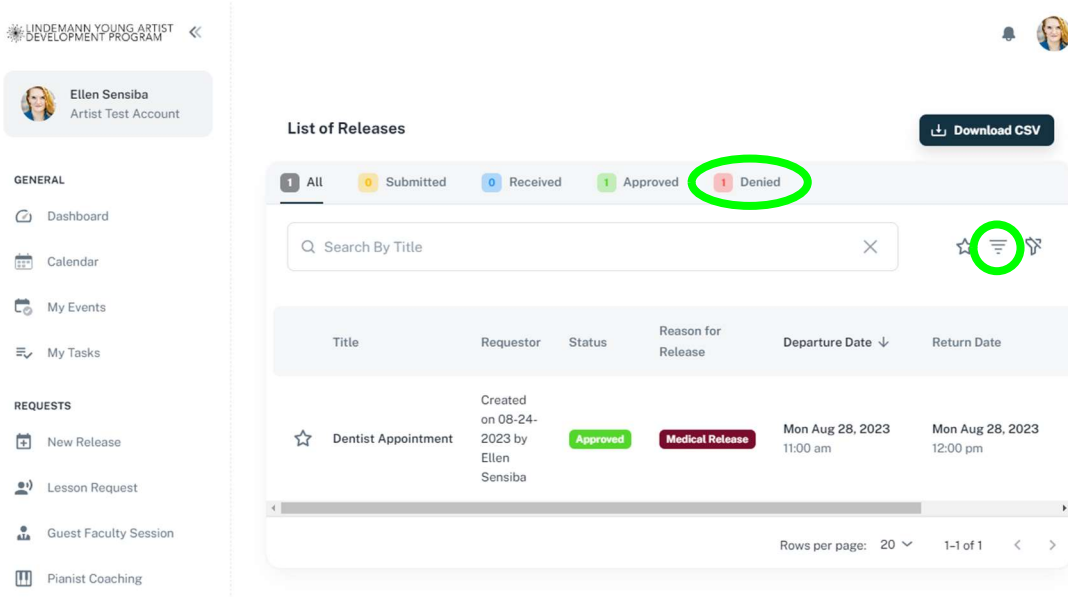 LINDEMANN YOUNG ARTIST
DEVELOPMENT PROGRAM
Ellen Sensiba
Artist Test Account
GENERAL
Dashboard
Calendar
My Events
My Tasks
REQUESTS
New Release
Lesson Request
Guest Faculty Session
Pianist Coaching
List of Releases
Download CSV
1 All 0 Submitted 0 Received 1 Approved 1 Denied
Search By Title
Title Requestor Status Reason for Release Departure Date Return Date
Dentist Appointment
Created
on 08-24-
2023 by
Ellen
Sensiba
Approved
Medical Release
Mon Aug 28, 2023
11:00 am
Mon Aug 28, 2023
12:00 pm
Rows per page: 20 1–1 of 1